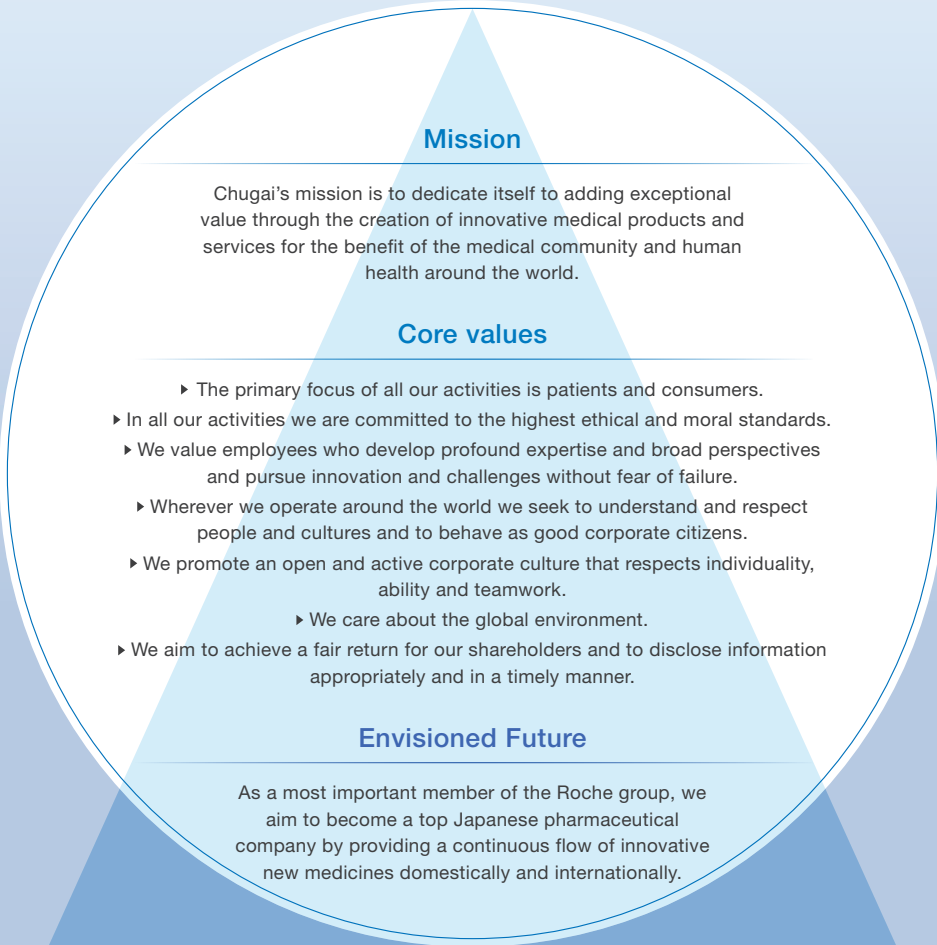 Mission
Chugai’s mission is to dedicate itself to adding exceptional
value through the creation of innovative medical products and
services for the benefit of the medical community and human
health around the world.
Core values
▸ The primary focus of all our activities is patients and consumers.
▸ In all our activities we are committed to the highest ethical and moral standards.
▸ We value employees who develop profound expertise and broad perspectives
and pursue innovation and challenges without fear of failure.
▸ Wherever we operate around the world we seek to understand and respect
people and cultures and to behave as good corporate citizens.
▸ We promote an open and active corporate culture that respects individuality,
ability and teamwork.
▸ We care about the global environment.
▸ We aim to achieve a fair return for our shareholders and to disclose information
appropriately and in a timely manner.
Envisioned Future
As a most important member of the Roche group, we
aim to become a top Japanese pharmaceutical
company by providing a continuous flow of innovative
new medicines domestically and internationally.